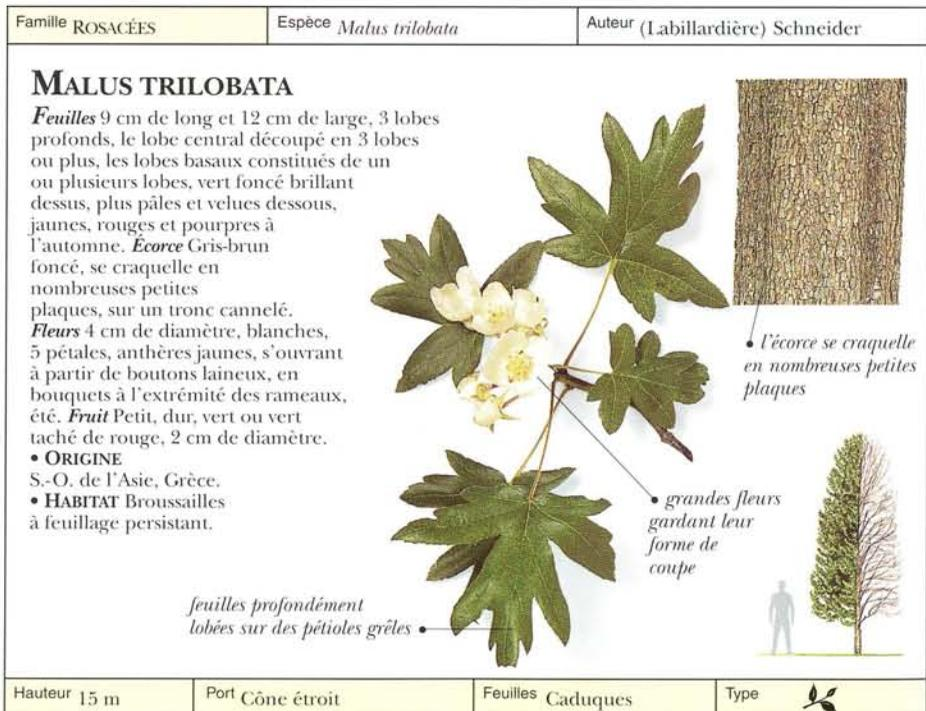 Famille ROSACÉES
Espèce Malus trilobata
Auteur (Labillardière) Schneider
MALUS TRILOBATA
Feuilles 9 cm de long et 12 cm de large, 3 lobes
profonds, le lobe central découpé en 3 lobes
ou plus, les lobes basaux constitués de un
ou plusieurs lobes, vert foncé brillant
dessus, plus pâles et velues dessous,
jaunes, rouges et pourpres à
l'automne. Écorce Gris-brun
foncé, se craquelle en
nombreuses petites
plaques, sur un tronc cannelé.
Fleurs 4 cm de diamètre, blanches,
5 pétales, anthères jaunes, s'ouvrant
à partir de boutons laineux, en
bouquets à l'extrémité des rameaux,
été. Fruit Petit, dur, vert ou vert
taché de rouge, 2 cm de diamètre.
• ORIGINE
S.-O. de l'Asie, Grèce.
• HABITAT Broussailles
à feuillage persistant.
• l'écorce se craquelle
en nombreuses petites
plaques
• grandes fleurs
gardant leur
forme de
coupe
feuilles profondément
lobées sur des pétioles grêles •
Hauteur 15 m
Port Cône étroit
Feuilles Caduques
Type